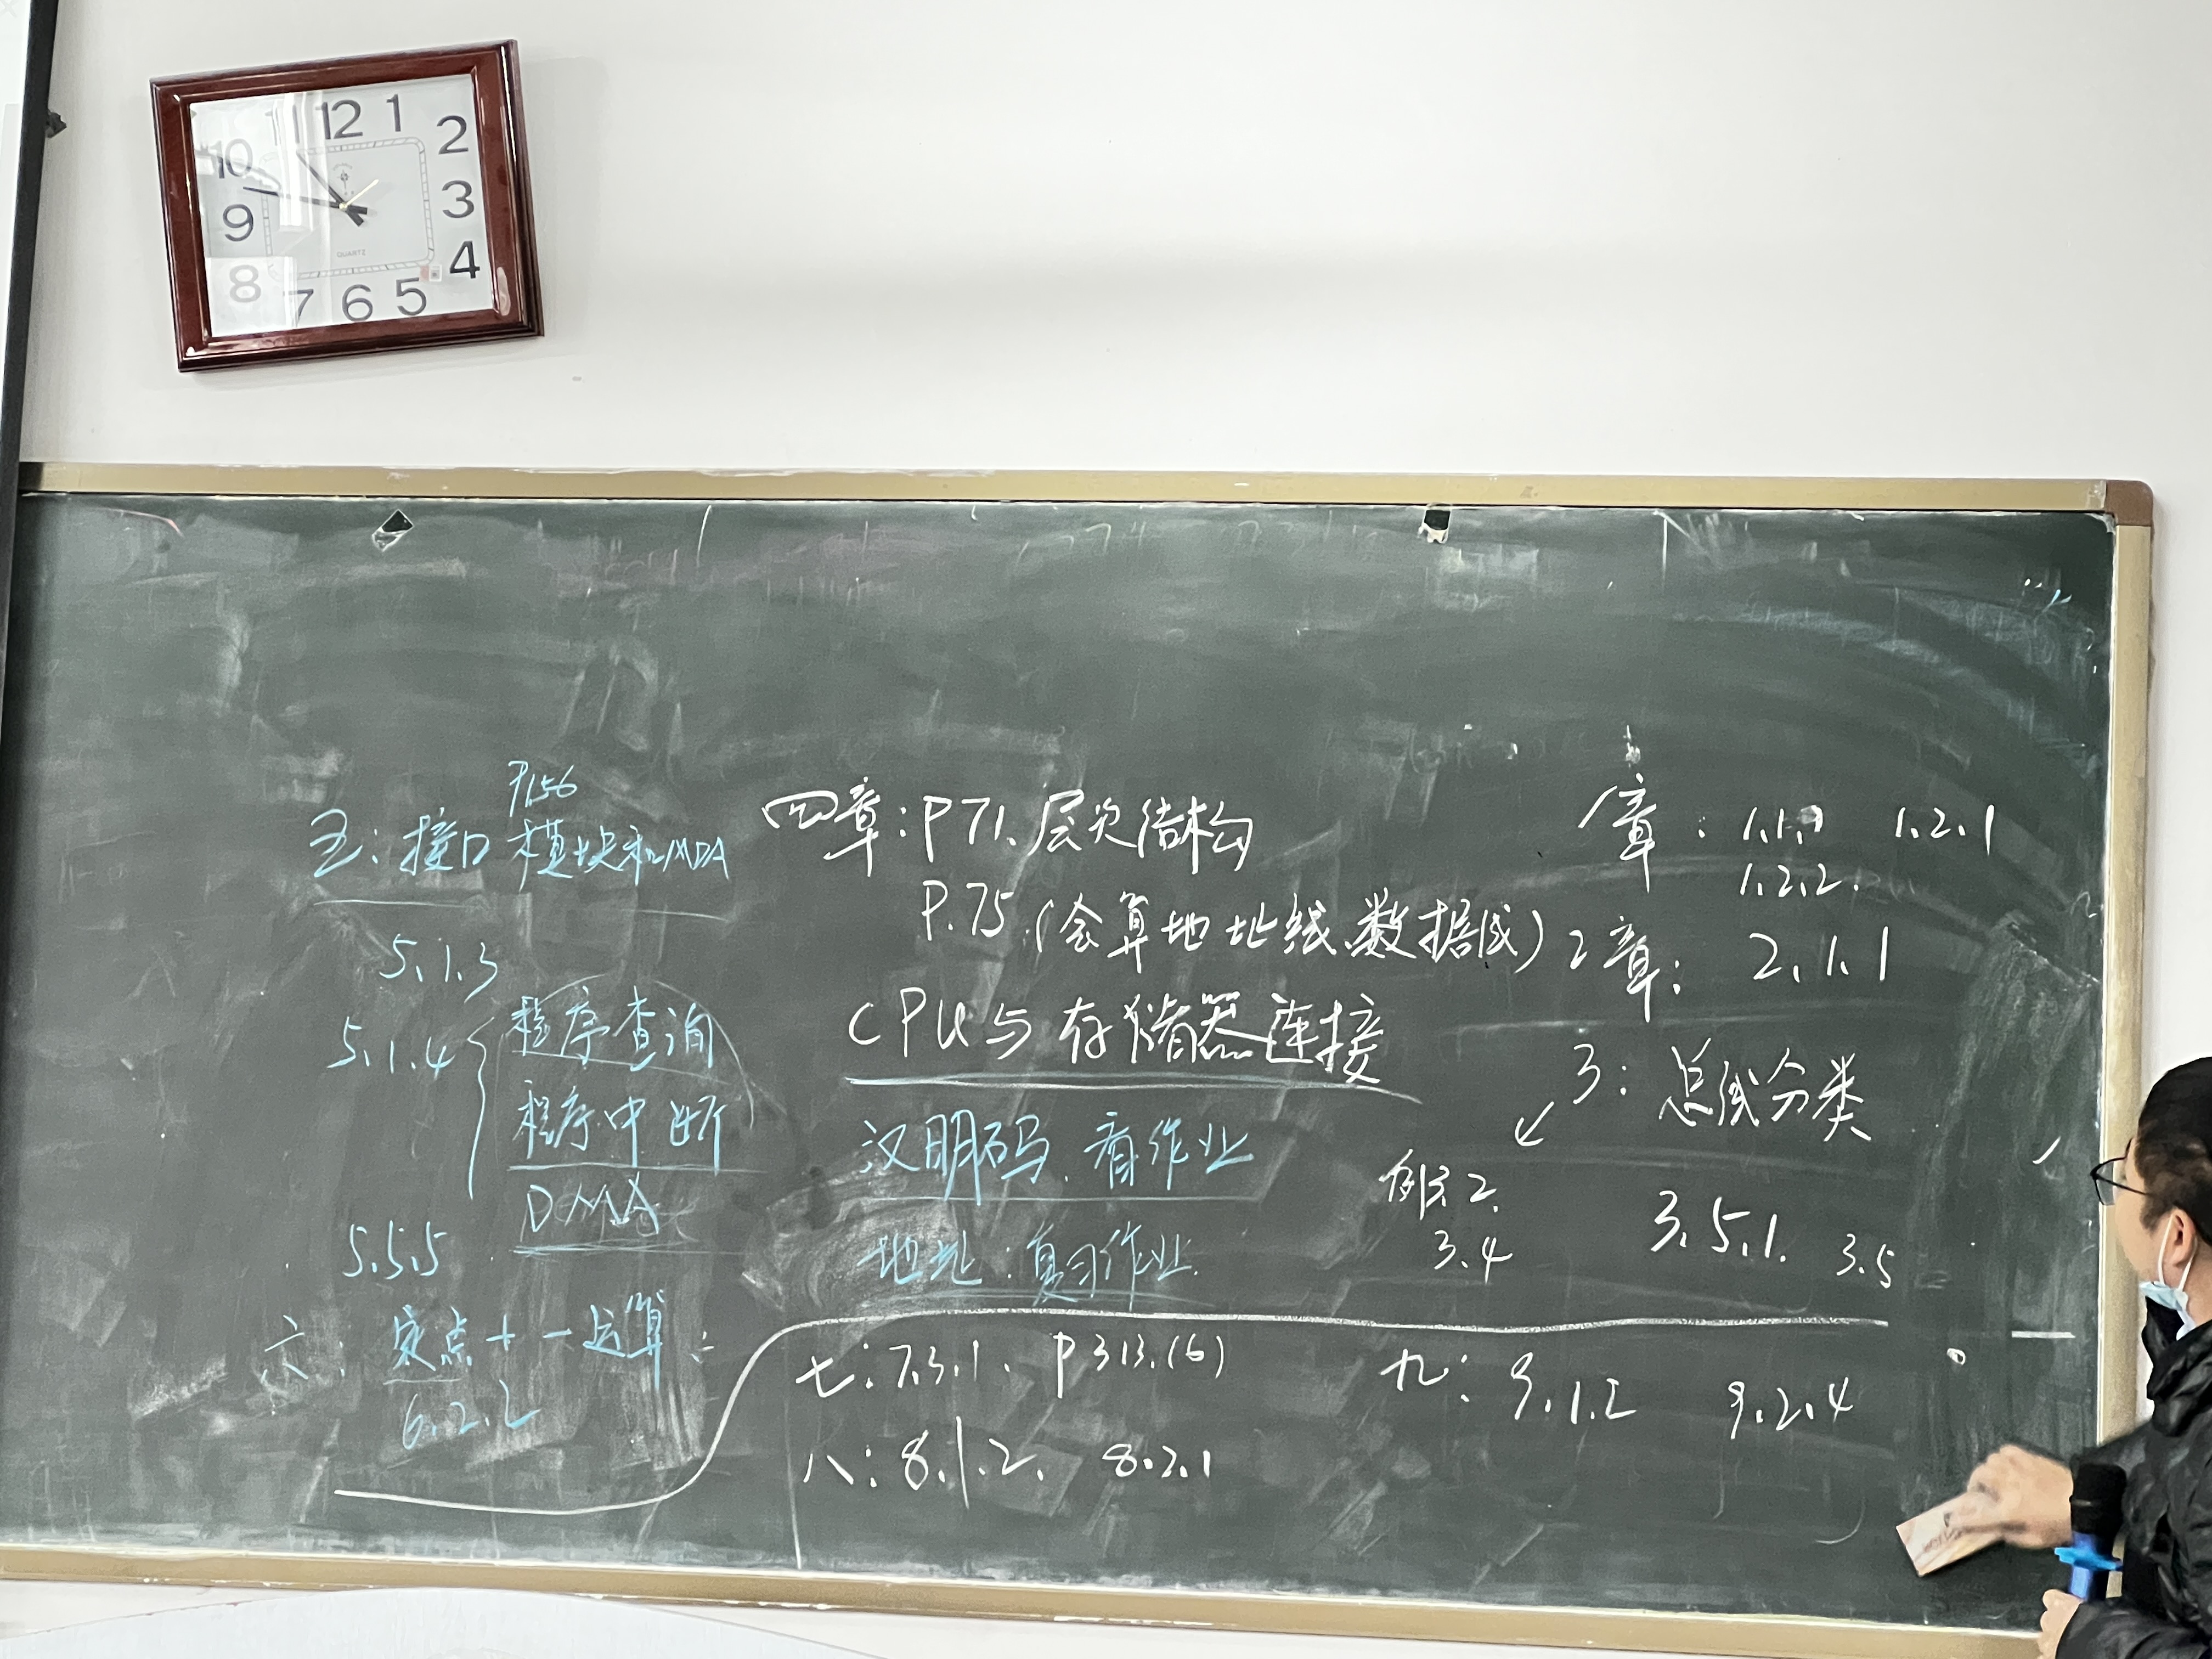 12 1 2 3 4 5 6 7 8 9 10 11
QUANTZ
P156
五: 接口 模块和MDA
5.1.3
5.1.4 程序查询
程序中断
DMA
5.5.5
六: 定点 + - 运算:
6.2.2
四章: P71. 层次结构
P.75 (会算地址线.数据线)
CPU与存储器连接
汉明码. 看作业
地址: 复习作业.
1章: 1.1.1 1.2.1
1.2.2.
2章: 2.1.1
3: 总线分类
例3.2.
3.4 3.5.1. 3.5
七: 7.3.1. P313.(6)
八: 8.1.2. 8.2.1
九: 9.1.2 9.2.4